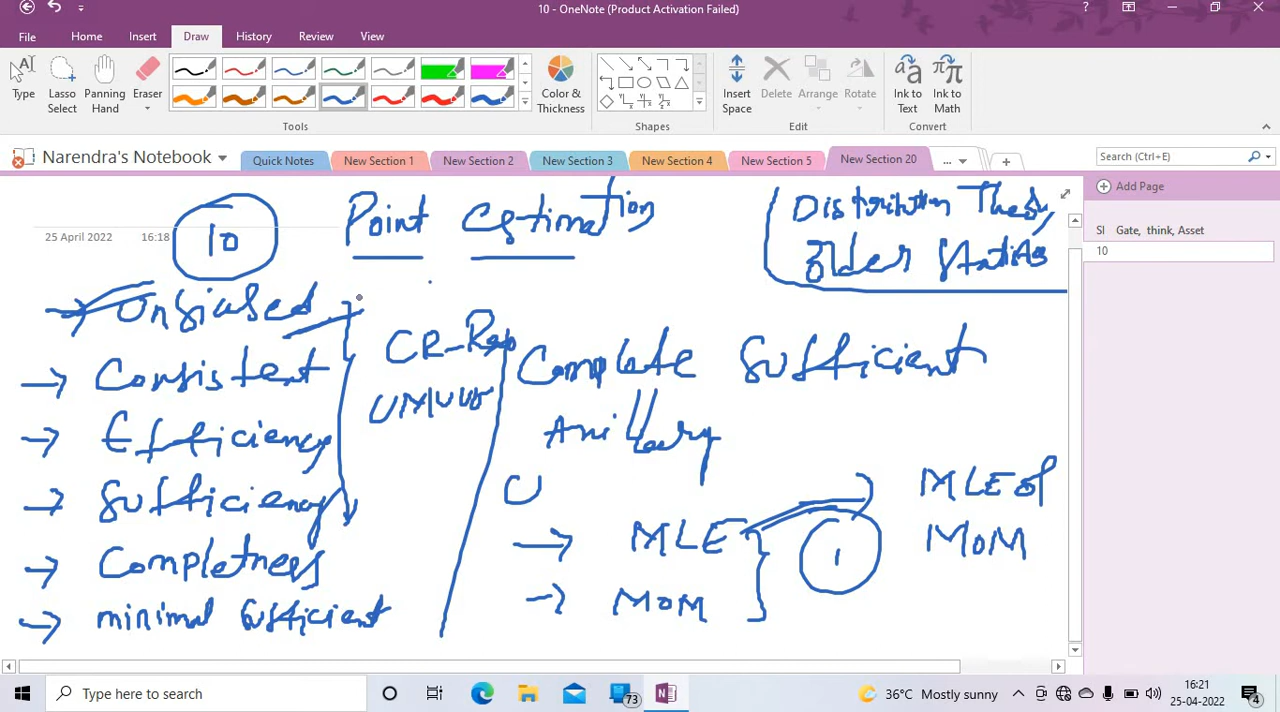 10 - OneNote (Product Activation Failed)
File Home Insert Draw History Review View
Type Lasso Select Panning Hand Eraser
Color & Thickness
Insert Space Delete Arrange Rotate
Ink to Text Ink to Math
Tools Shapes Edit Convert
Narendra's Notebook Quick Notes New Section 1 New Section 2 New Section 3 New Section 4 New Section 5 New Section 20 ...
Search (Ctrl+E)
Add Page
SI Gate, think, Asset
10
25 April 2022 16:18
10 Point Estimation
Distribution Theory
Order Statistics
Unbiased
Consistent
Efficiency
Sufficiency
Completness
minimal Sufficient
CR-Rao
Complete Sufficient
Ancillary
U
MLE
MOM
1
MLE of
MOM
Type here to search
73
36°C Mostly sunny
16:21
25-04-2022
4